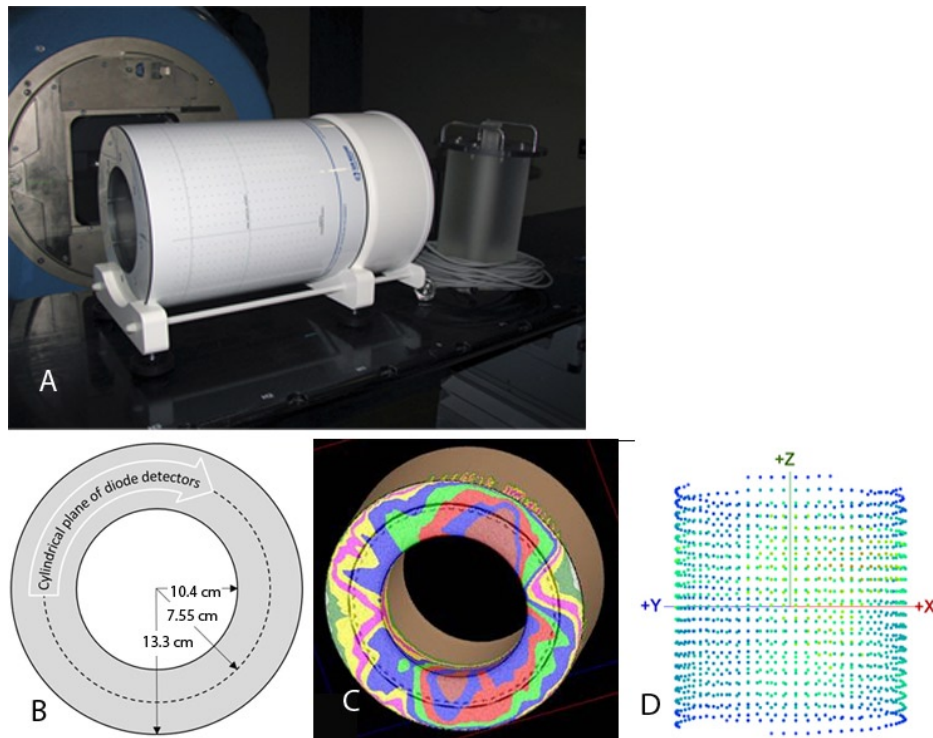 A
Cylindrical plane of diode detectors
10.4 cm
7.55 cm
13.3 cm
B
C
+Z
+Y
+X
D